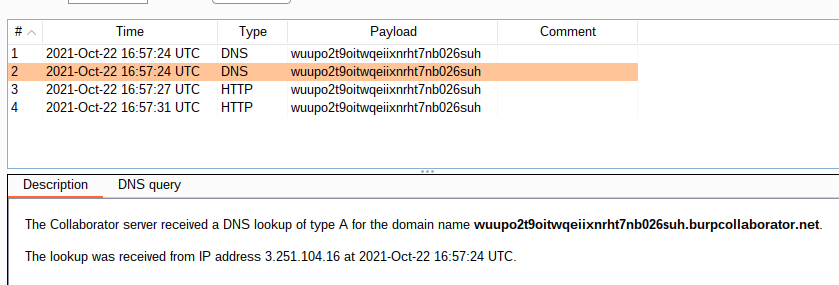 # Time Type Payload Comment
1 2021-Oct-22 16:57:24 UTC DNS wuupo2t9oitwqeiixnrht7nb026suh
2 2021-Oct-22 16:57:24 UTC DNS wuupo2t9oitwqeiixnrht7nb026suh
3 2021-Oct-22 16:57:27 UTC HTTP wuupo2t9oitwqeiixnrht7nb026suh
4 2021-Oct-22 16:57:31 UTC HTTP wuupo2t9oitwqeiixnrht7nb026suh
Description DNS query
The Collaborator server received a DNS lookup of type A for the domain name wuupo2t9oitwqeiixnrht7nb026suh.burpcollaborator.net.
The lookup was received from IP address 3.251.104.16 at 2021-Oct-22 16:57:24 UTC.